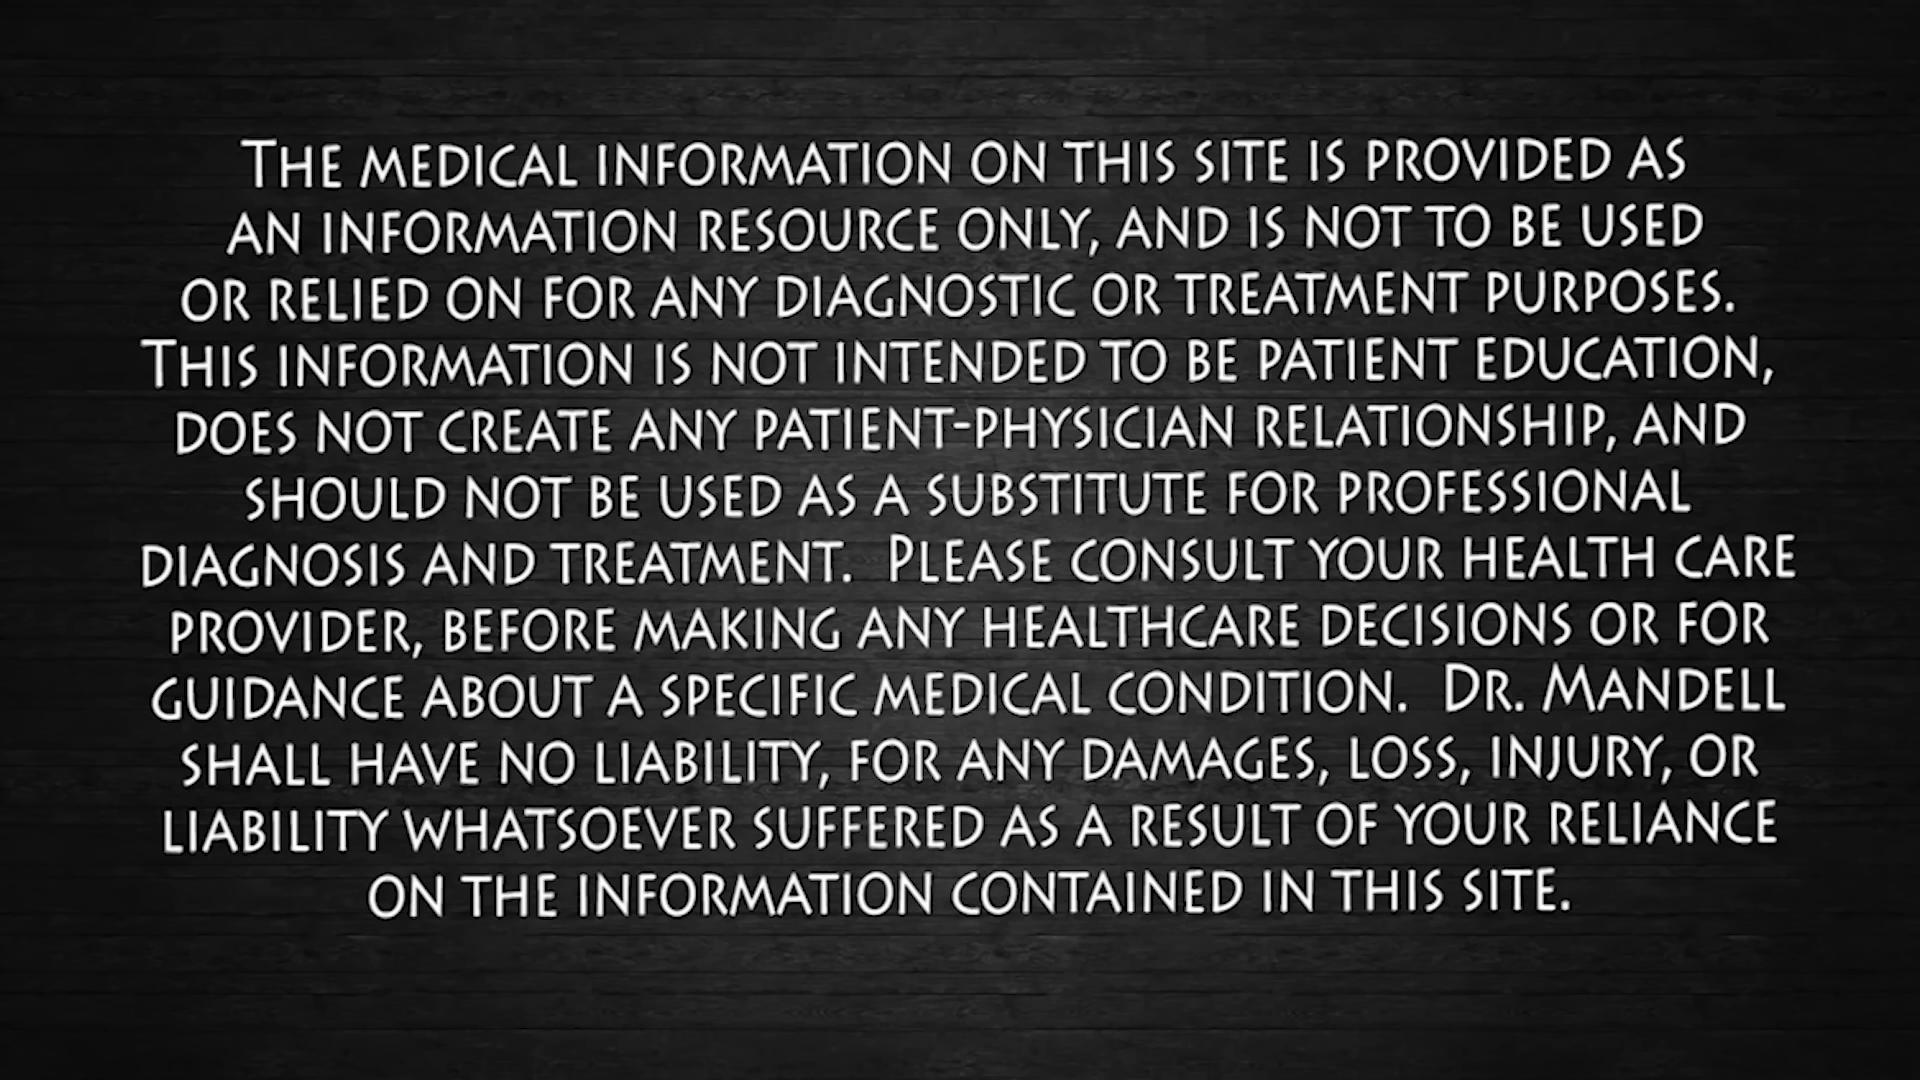 The medical information on this site is provided as
an information resource only, and is not to be used
or relied on for any diagnostic or treatment purposes.
This information is not intended to be patient education,
does not create any patient-physician relationship, and
should not be used as a substitute for professional
diagnosis and treatment.  Please consult your health care
provider, before making any healthcare decisions or for
guidance about a specific medical condition.  Dr. Mandell
shall have no liability, for any damages, loss, injury, or
liability whatsoever suffered as a result of your reliance
on the information contained in this site.